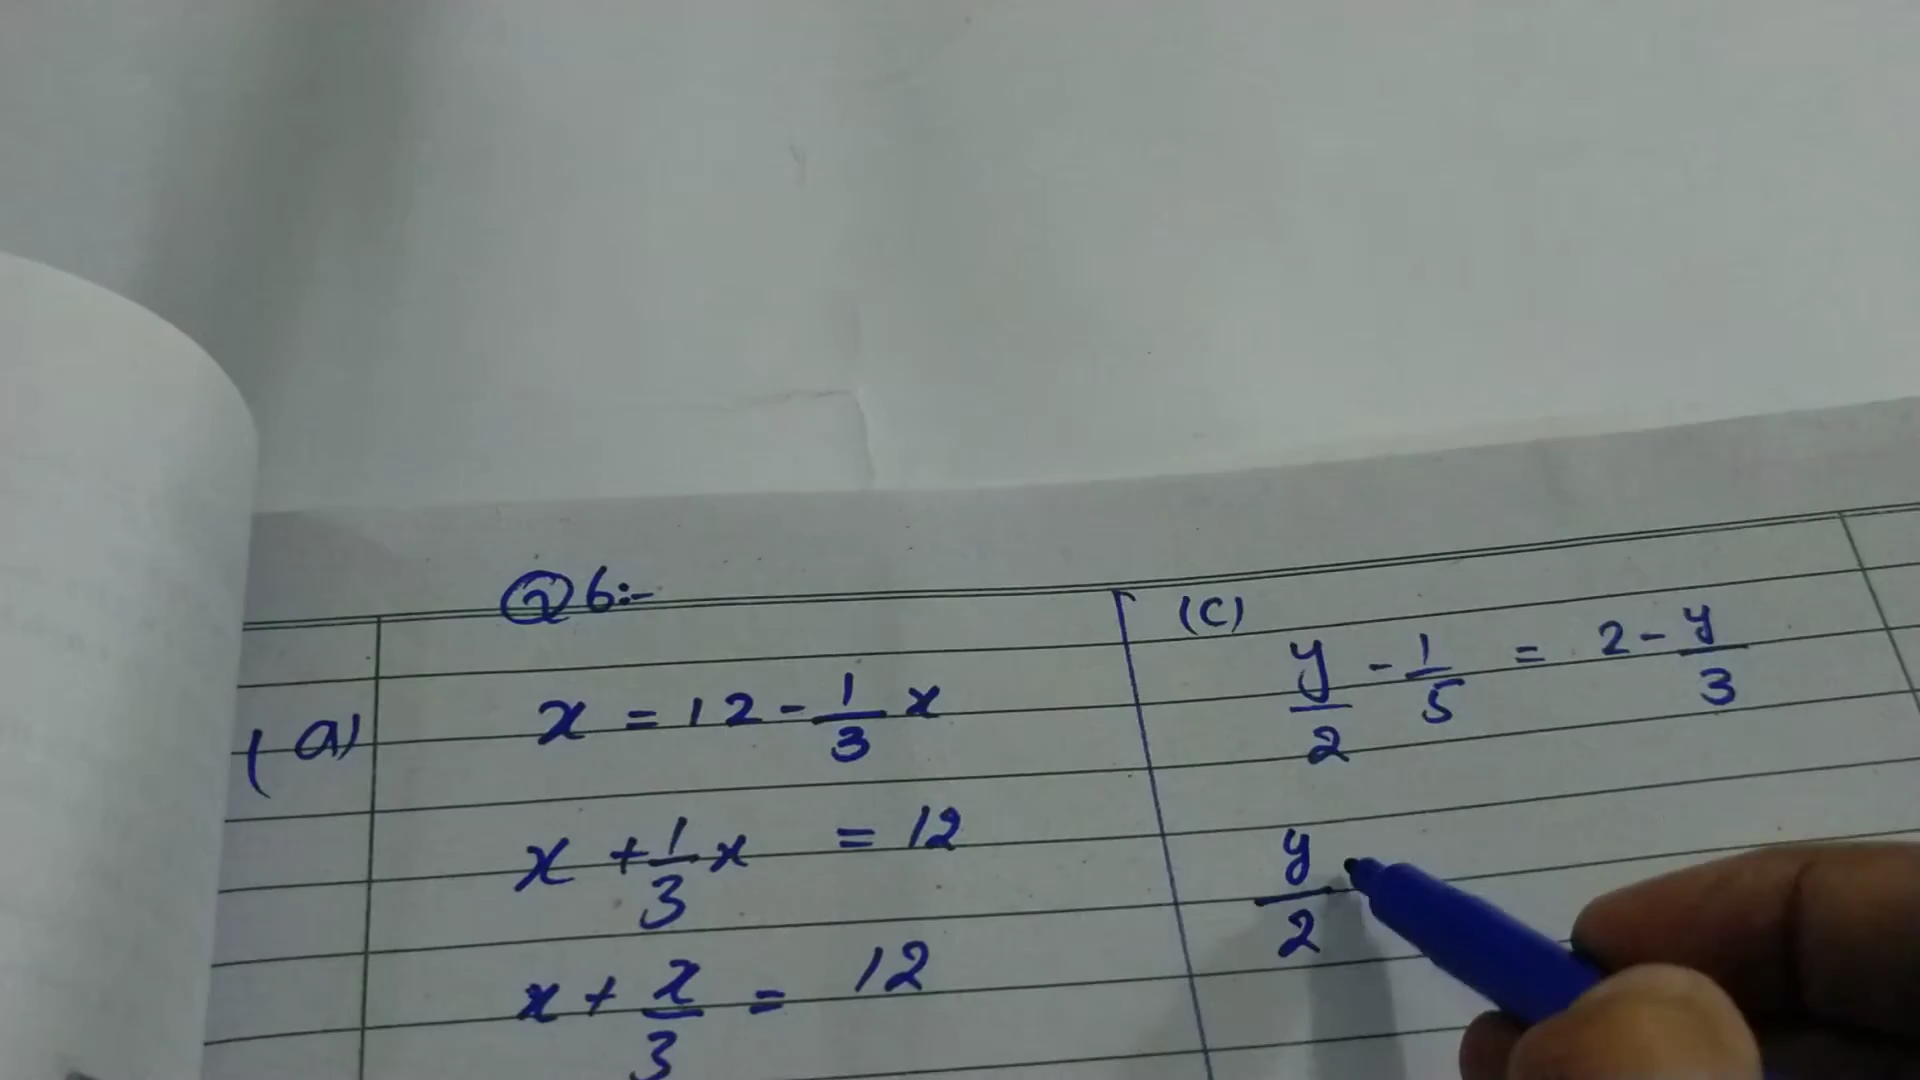 Q6:-
(a)
x = 12 - 1/3 x
x + 1/3 x = 12
x + x/3 = 12
(C)
y/2 - 1/5 = 2 - y/3
y/2